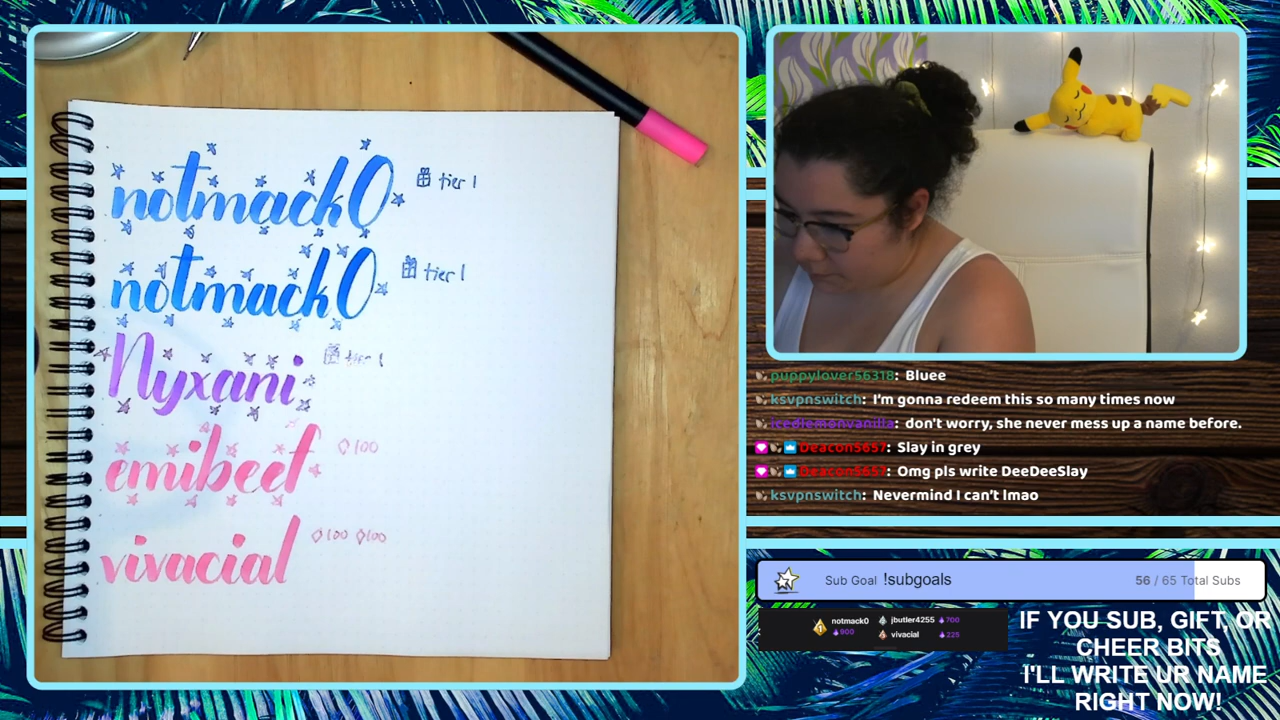 notmack0 tier 1
notmack0 tier 1
Nyxani tier 1
emibeef 100
vivacial 100 100
puppylover56318: Bluee
ksvpnswitch: I'm gonna redeem this so many times now
icedlemonvanilla: don't worry, she never mess up a name before.
Deacon5657: Slay in grey
Deacon5657: Omg pls write DeeDeeSlay
ksvpnswitch: Nevermind I can't lmao
Sub Goal !subgoals 56 / 65 Total Subs
1 notmack0 900
jbutler4255 700
vivacial 225
IF YOU SUB, GIFT, OR
CHEER BITS
I'LL WRITE UR NAME
RIGHT NOW!